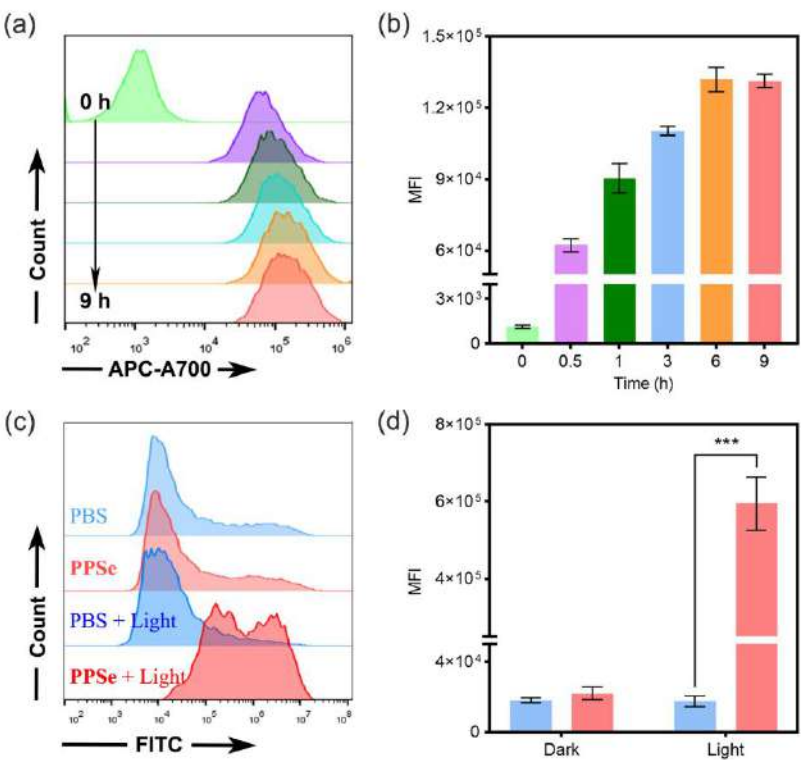 (a)
0 h
9 h
Count
10² 10³ 10⁴ 10⁵ 10⁶
APC-A700
(b)
1.5×10⁵
1.2×10⁵
9×10⁴
6×10⁴
3×10³
0
MFI
0 0.5 1 3 6 9
Time (h)
(c)
PBS
PPSe
PBS + Light
PPSe + Light
Count
10² 10³ 10⁴ 10⁵ 10⁶ 10⁷ 10⁸
FITC
(d)
8×10⁵
6×10⁵
4×10⁵
4×10⁴
0
MFI
***
Dark Light